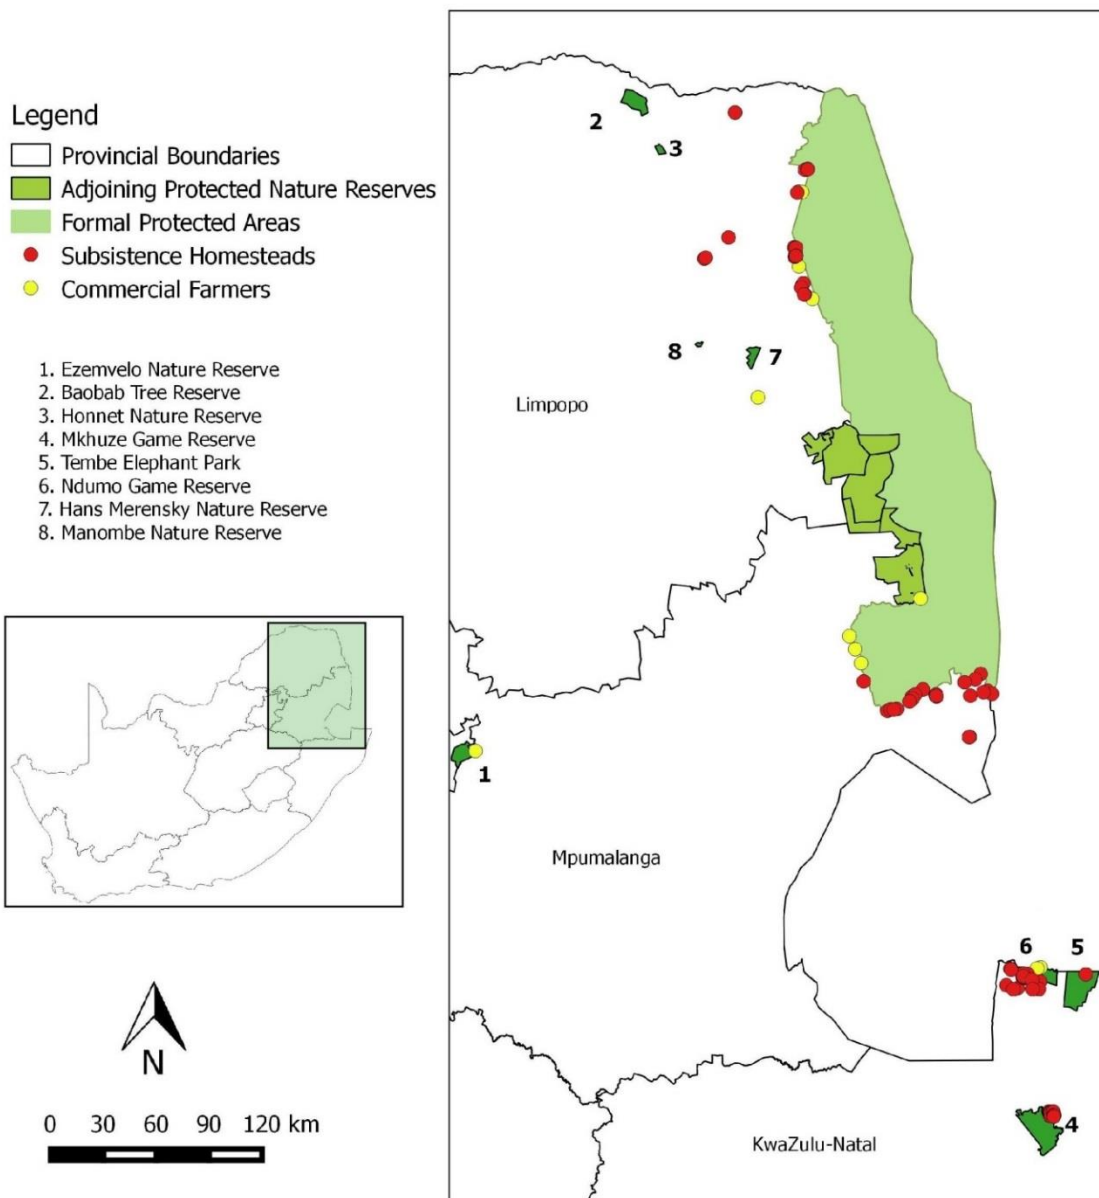 Legend
Provincial Boundaries
Adjoining Protected Nature Reserves
Formal Protected Areas
Subsistence Homesteads
Commercial Farmers
1. Ezemvelo Nature Reserve
2. Baobab Tree Reserve
3. Honnet Nature Reserve
4. Mkhuze Game Reserve
5. Tembe Elephant Park
6. Ndumo Game Reserve
7. Hans Merensky Nature Reserve
8. Manombe Nature Reserve
N
0 30 60 90 120 km
2
3
8
7
Limpopo
1
Mpumalanga
6
5
4
KwaZulu-Natal